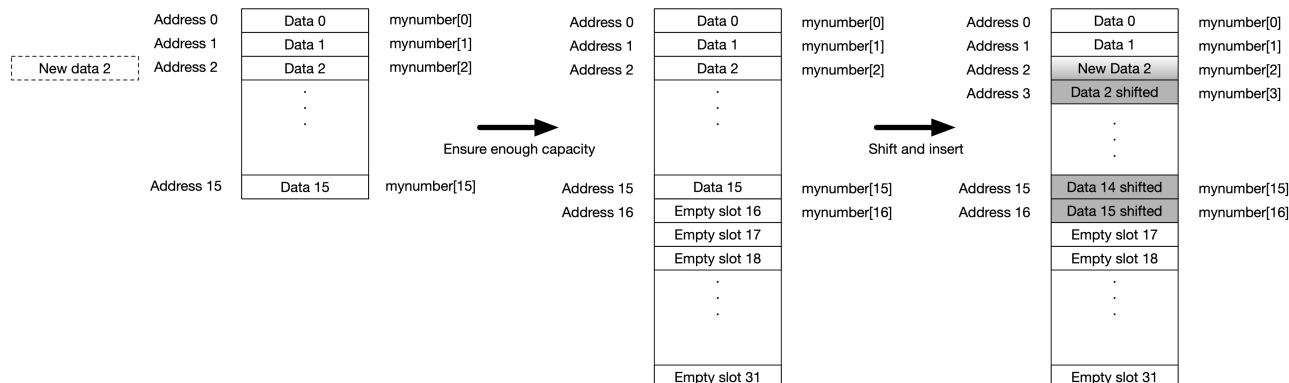 New data 2
Address 0 Data 0 mynumber[0]
Address 1 Data 1 mynumber[1]
Address 2 Data 2 mynumber[2]
.
.
.
Address 15 Data 15 mynumber[15]
Ensure enough capacity
Address 0 Data 0 mynumber[0]
Address 1 Data 1 mynumber[1]
Address 2 Data 2 mynumber[2]
.
.
.
Address 15 Data 15 mynumber[15]
Address 16 Empty slot 16 mynumber[16]
Empty slot 17
Empty slot 18
.
.
.
Empty slot 31
Shift and insert
Address 0 Data 0 mynumber[0]
Address 1 Data 1 mynumber[1]
Address 2 New Data 2 mynumber[2]
Address 3 Data 2 shifted mynumber[3]
.
.
.
Address 15 Data 14 shifted mynumber[15]
Address 16 Data 15 shifted mynumber[16]
Empty slot 17
Empty slot 18
.
.
.
Empty slot 31